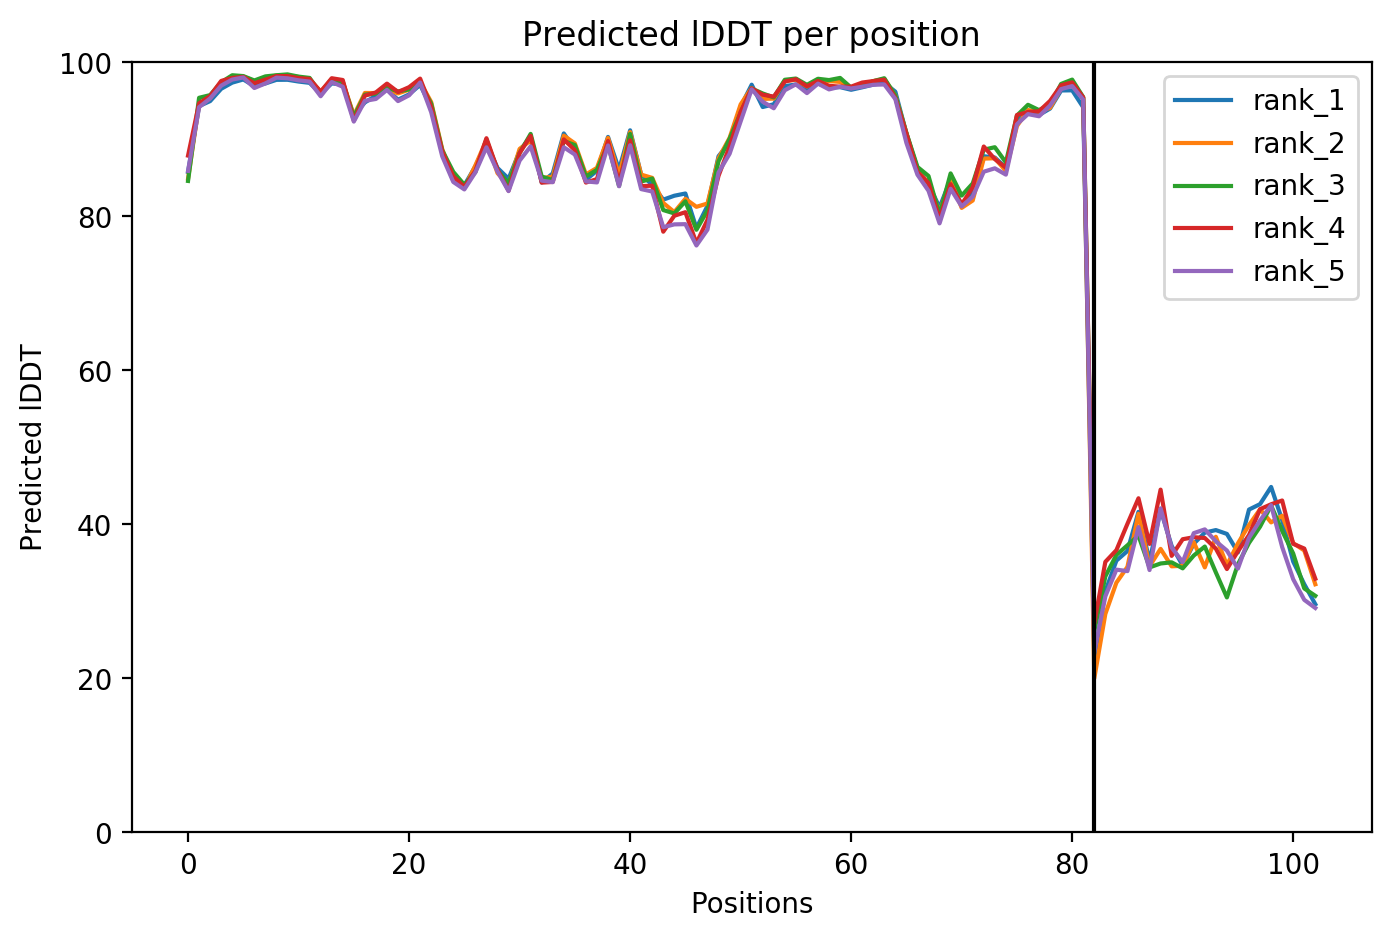 Predicted lDDT per position
100
80
60
40
20
0
Predicted lDDT
0 20 40 60 80 100
Positions
rank_1
rank_2
rank_3
rank_4
rank_5